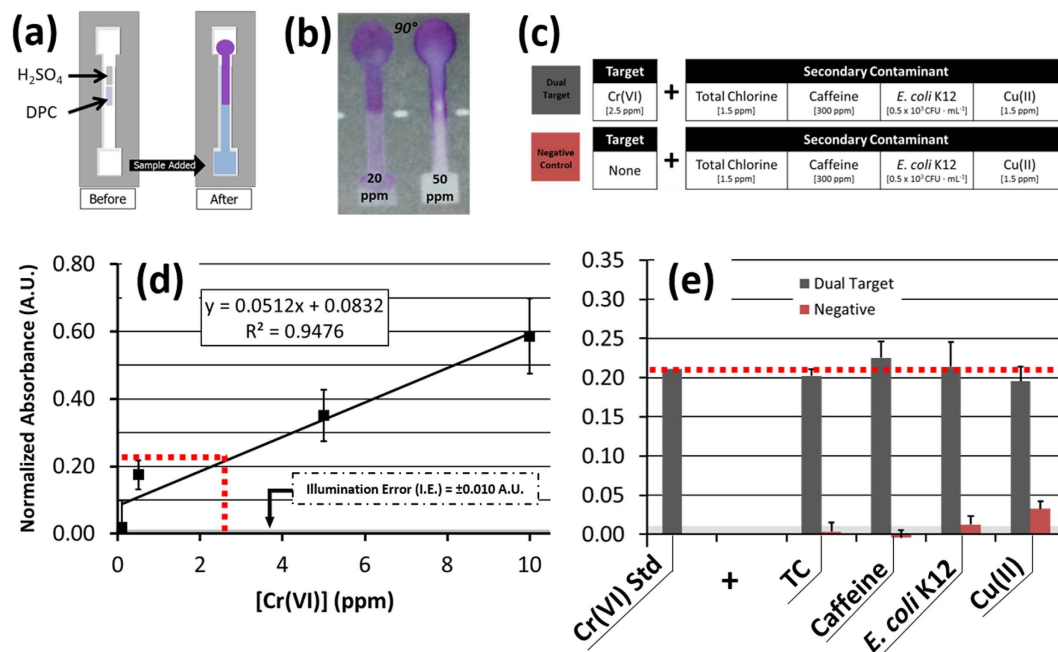 (a)
H₂SO₄
DPC
Sample Added
Before
After
(b)
90°
20 ppm
50 ppm
(c)
Dual Target
Target
Secondary Contaminant
Cr(VI) [2.5 ppm]
+
Total Chlorine [1.5 ppm]
Caffeine [300 ppm]
E. coli K12 [0.5 x 10³ CFU - mL⁻¹]
Cu(II) [1.5 ppm]
Negative Control
Target
Secondary Contaminant
None
+
Total Chlorine [1.5 ppm]
Caffeine [300 ppm]
E. coli K12 [0.5 x 10³ CFU - mL⁻¹]
Cu(II) [1.5 ppm]
(d)
Normalized Absorbance (A.U.)
0.80
0.60
0.40
0.20
0.00
y = 0.0512x + 0.0832
R² = 0.9476
Illumination Error (I.E.) = ±0.010 A.U.
0 2 4 6 8 10
[Cr(VI)] (ppm)
(e)
0.35
0.30
0.25
0.20
0.15
0.10
0.05
0.00
Dual Target
Negative
Cr(VI) Std
+
TC
Caffeine
E. coli K12
Cu(II)